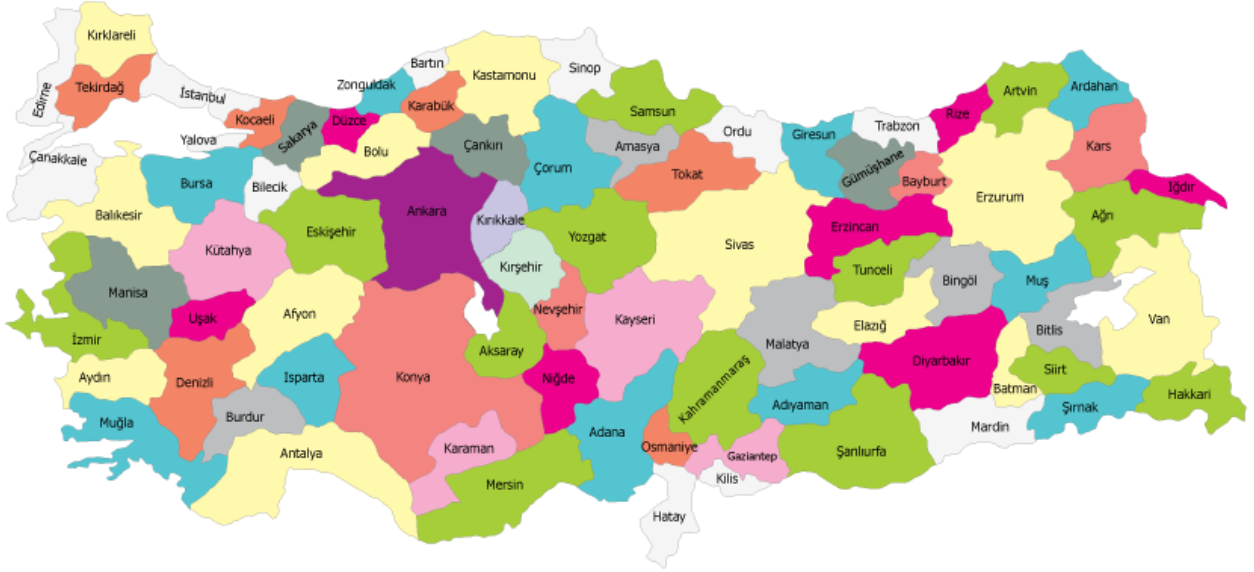 Kırklareli
Edirne
Tekirdağ
İstanbul
Kocaeli
Yalova
Sakarya
Düzce
Zonguldak
Bartın
Karabük
Kastamonu
Sinop
Samsun
Ordu
Giresun
Trabzon
Rize
Artvin
Ardahan
Çanakkale
Bursa
Bilecik
Bolu
Çankırı
Çorum
Amasya
Tokat
Gümüşhane
Bayburt
Erzurum
Kars
Iğdır
Ağrı
Balıkesir
Kütahya
Eskişehir
Ankara
Kırıkkale
Kırşehir
Yozgat
Sivas
Erzincan
Tunceli
Bingöl
Muş
Bitlis
Van
Manisa
İzmir
Uşak
Afyon
Konya
Aksaray
Nevşehir
Kayseri
Malatya
Elazığ
Diyarbakır
Batman
Siirt
Hakkari
Şırnak
Aydın
Denizli
Isparta
Burdur
Muğla
Antalya
Karaman
Mersin
Niğde
Adana
Kahramanmaraş
Osmaniye
Gaziantep
Kilis
Hatay
Adıyaman
Şanlıurfa
Mardin